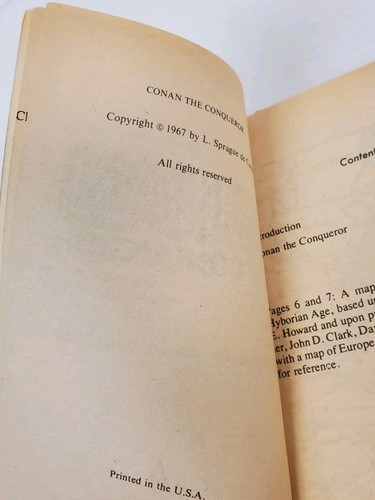 CONAN THE CONQUEROR
Copyright © 1967 by L. Sprague de
All rights reserved
Printed in the U.S.A.
Content
roduction
onan the Conqueror
ages 6 and 7: A map
Hyborian Age, based u
E. Howard and upon p
er, John D. Clark, Da
with a map of Europe
for reference.